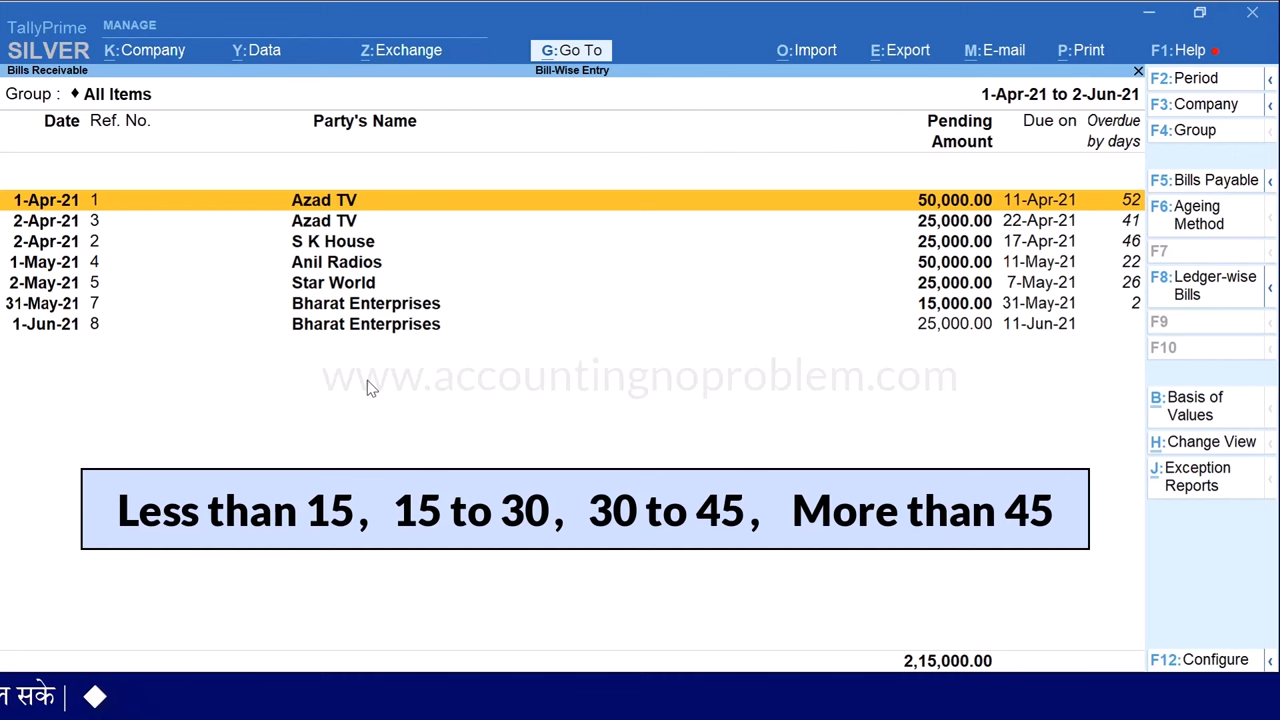 TallyPrime MANAGE
SILVER K:Company Y:Data Z:Exchange G:Go To O:Import E:Export M:E-mail P:Print F1:Help
Bills Receivable Bill-Wise Entry
Group : ♦ All Items 1-Apr-21 to 2-Jun-21
Date Ref. No. Party's Name Pending Amount Due on Overdue by days
1-Apr-21 1 Azad TV 50,000.00 11-Apr-21 52
2-Apr-21 3 Azad TV 25,000.00 22-Apr-21 41
2-Apr-21 2 S K House 25,000.00 17-Apr-21 46
1-May-21 4 Anil Radios 50,000.00 11-May-21 22
2-May-21 5 Star World 25,000.00 7-May-21 26
31-May-21 7 Bharat Enterprises 15,000.00 31-May-21 2
1-Jun-21 8 Bharat Enterprises 25,000.00 11-Jun-21
www.accountingnoproblem.com
Less than 15, 15 to 30, 30 to 45, More than 45
2,15,000.00
F2:Period
F3:Company
F4:Group
F5:Bills Payable
F6:Ageing
Method
F7
F8:Ledger-wise
Bills
F9
F10
B:Basis of
Values
H:Change View
J:Exception
Reports
F12:Configure
सके|